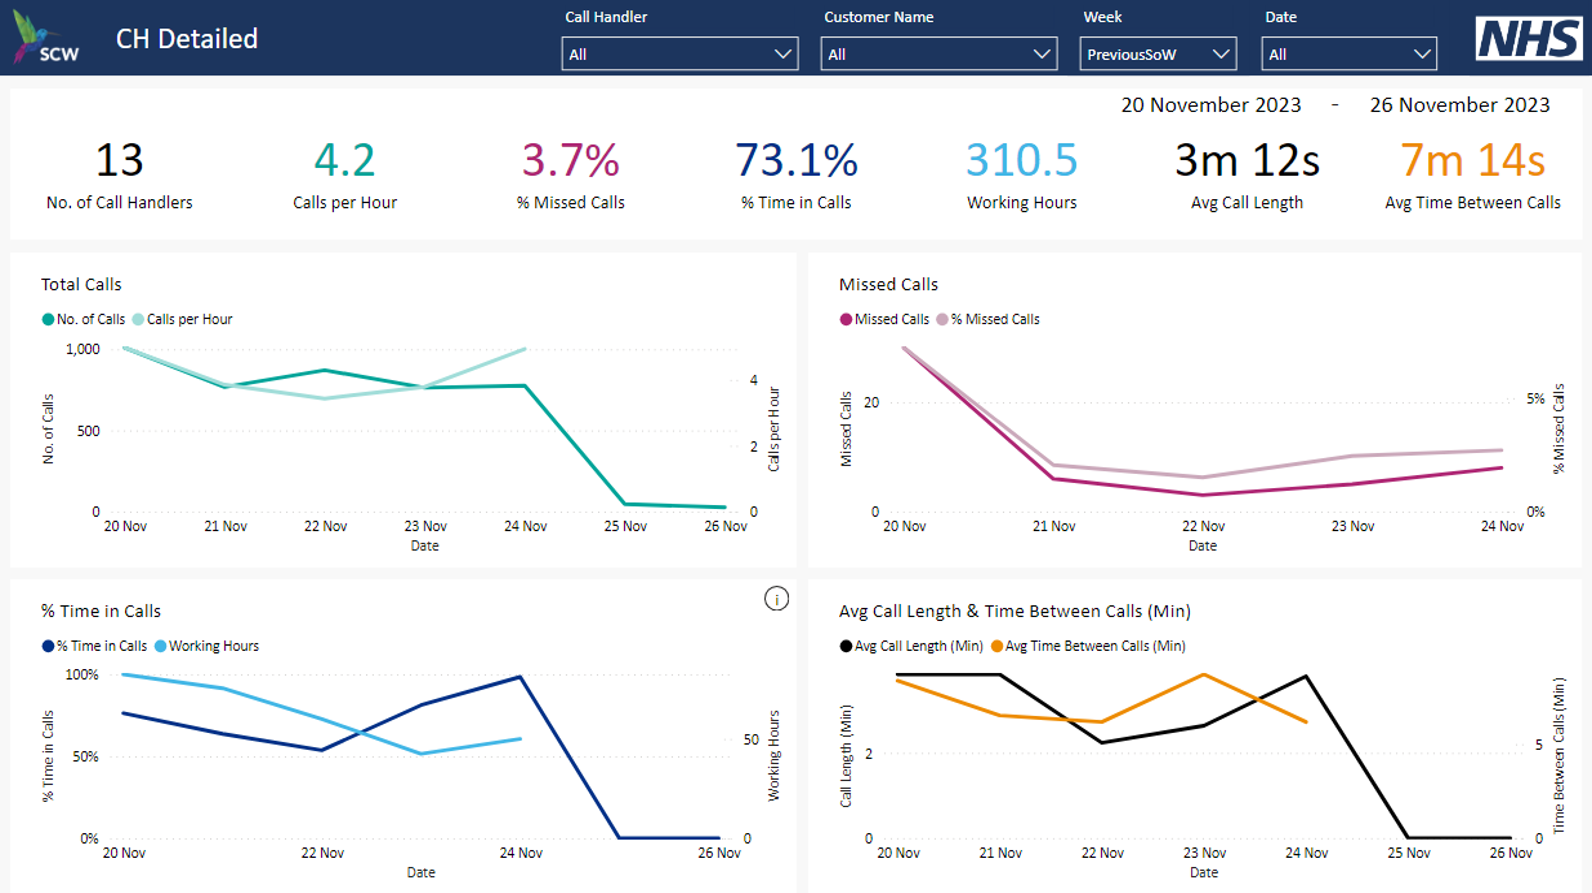 SCW
CH Detailed
Call Handler
All
Customer Name
All
Week
PreviousSoW
Date
All
NHS
20 November 2023 - 26 November 2023
13
No. of Call Handlers
4.2
Calls per Hour
3.7%
% Missed Calls
73.1%
% Time in Calls
310.5
Working Hours
3m 12s
Avg Call Length
7m 14s
Avg Time Between Calls
Total Calls
No. of Calls Calls per Hour
No. of Calls
1,000
500
0
4
2
0
Calls per Hour
20 Nov 21 Nov 22 Nov 23 Nov 24 Nov 25 Nov 26 Nov
Date
Missed Calls
Missed Calls % Missed Calls
Missed Calls
20
0
5%
0%
% Missed Calls
20 Nov 21 Nov 22 Nov 23 Nov 24 Nov
Date
% Time in Calls
i
% Time in Calls Working Hours
% Time in Calls
100%
50%
0%
50
0
Working Hours
20 Nov 22 Nov 24 Nov 26 Nov
Date
Avg Call Length & Time Between Calls (Min)
Avg Call Length (Min) Avg Time Between Calls (Min)
Call Length (Min)
2
0
5
0
Time Between Calls (Min)
20 Nov 21 Nov 22 Nov 23 Nov 24 Nov 25 Nov 26 Nov
Date